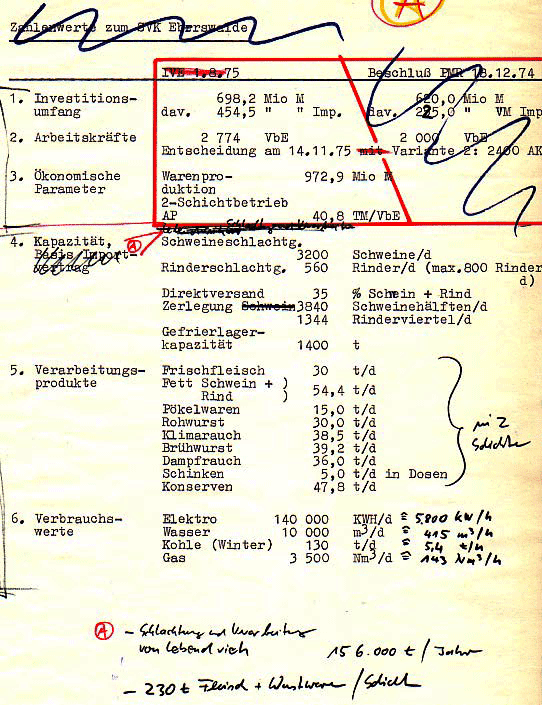 Zahlenwerte zum SVK Eberswalde
A
IVE 1.8.75 Beschluß PMR 18.12.74
1. Investitions- 698,2 Mio M 620,0 Mio M
umfang dav. 454,5 " " Imp. dav. 285,0 " VM Imp
2. Arbeitskräfte 2 774 VbE 2 000 VbE
Entscheidung am 14.11.75 mit Variante 2: 2400 AK
3. Ökonomische Warenpro- 972,9 Mio M
Parameter duktion
2-Schichtbetrieb
AP 40,8 TM/VbE
4. Kapazität, A Schweineschlachtg.
Basis Import- 3200 Schweine/d
vertrag Rinderschlachtg. 560 Rinder/d (max.800 Rinder
d)
Direktversand 35 % Schwein + Rind
Zerlegung Schwein 3840 Schweinehälften/d
1344 Rinderviertel/d
Gefrierlager-
kapazität 1400 t
5. Verarbeitungs- Frischfleisch 30 t/d
produkte Fett Schwein + )
Rind ) 54,4 t/d
Pökelwaren 15,0 t/d
Rohwurst 30,0 t/d in 2
Klimarauch 38,5 t/d Schichten
Brühwurst 39,2 t/d
Dampfrauch 36,0 t/d
Schinken 5,0 t/d in Dosen
Konserven 47,8 t/d
6. Verbrauchs- Elektro 140 000 KWH/d ≙ 5.800 kW/h
werte Wasser 10 000 m³/d ≙ 415 m³/h
Kohle (Winter) 130 t/d ≙ 5,4 t/h
Gas 3 500 Nm³/d ≙ 143 Nm³/h
A - Schlachtung und Verarbeitung
von Lebendvieh 156.000 t / Jahr
- 230 t Fleisch + Wurstwaren / Schicht